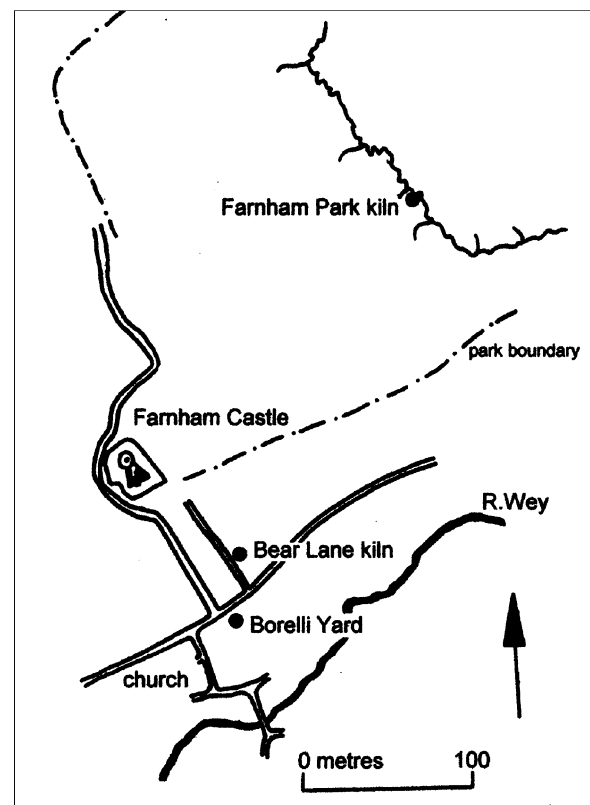 Farnham Park kiln
park boundary
Farnham Castle
R.Wey
Bear Lane kiln
Borelli Yard
church
0 metres 100